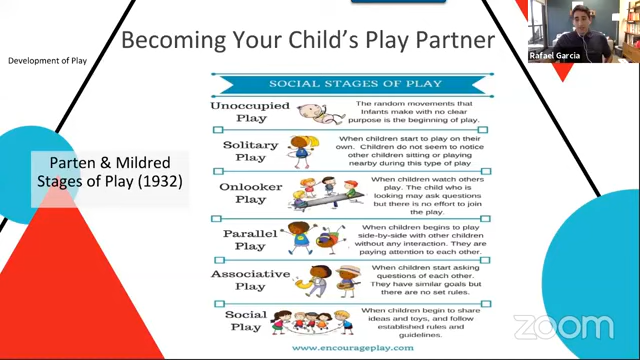 Becoming Your Child's Play Partner
Rafael Garcia
Development of Play
SOCIAL STAGES OF PLAY
Parten & Mildred
Stages of Play (1932)
Unoccupied
Play
The random movements that
Infants make with no clear
purpose is the beginning of play.
Solitary
Play
When children start to play on their
own. Children do not seem to notice
other children sitting or playing
nearby during this type of play
Onlooker
Play
When children watch others
play. The child who is
looking may ask questions
but there is no effort to join
the play.
Parallel
Play
When children begins to play
side-by-side with other children
without any interaction. They are
paying attention to each other.
Associative
Play
When children start asking
questions of each other.
They have similar goals but
there are no set rules.
Social
Play
When children begin to share
ideas and toys, and follow
established rules and
guidelines.
www.encourageplay.com
zoom